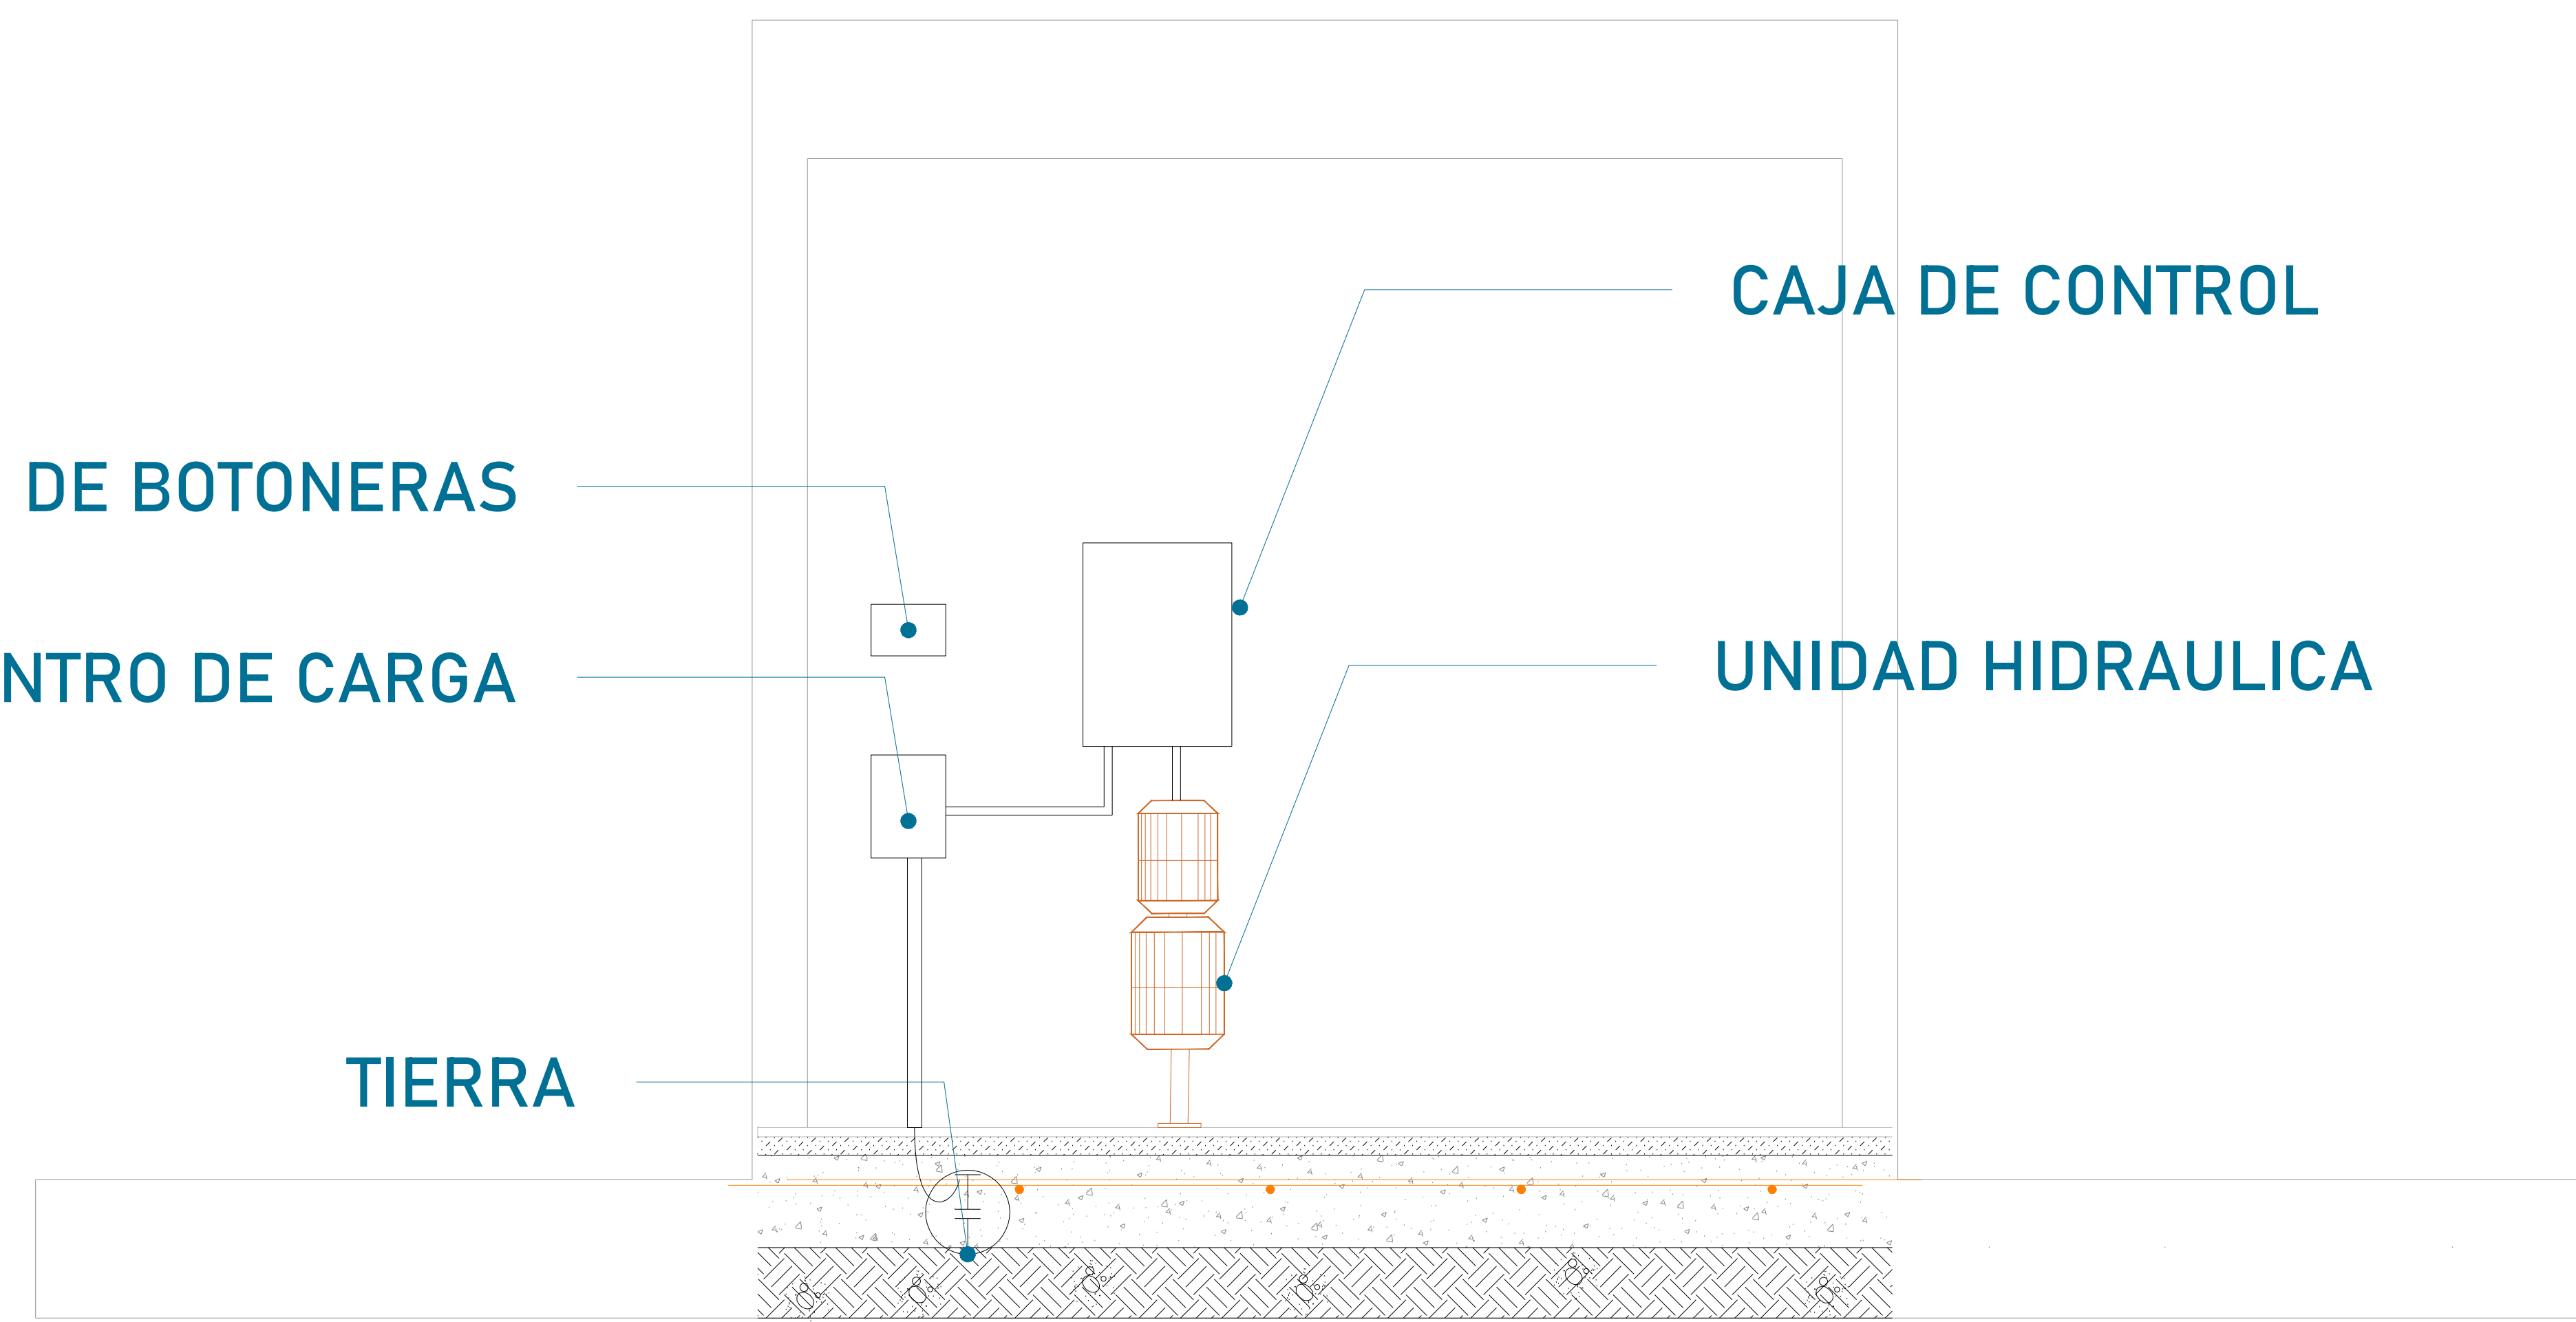 CAJA DE CONTROL
DE BOTONERAS
UNIDAD HIDRAULICA
NTRO DE CARGA
TIERRA